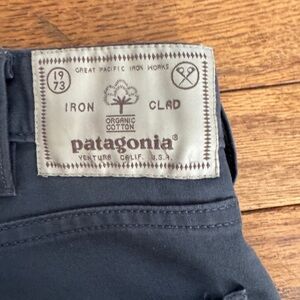 GREAT PACIFIC IRON WORKS
19
73
IRON CLAD
ORGANIC
COTTON
patagonia®
VENTURA CALIF. U.S.A.